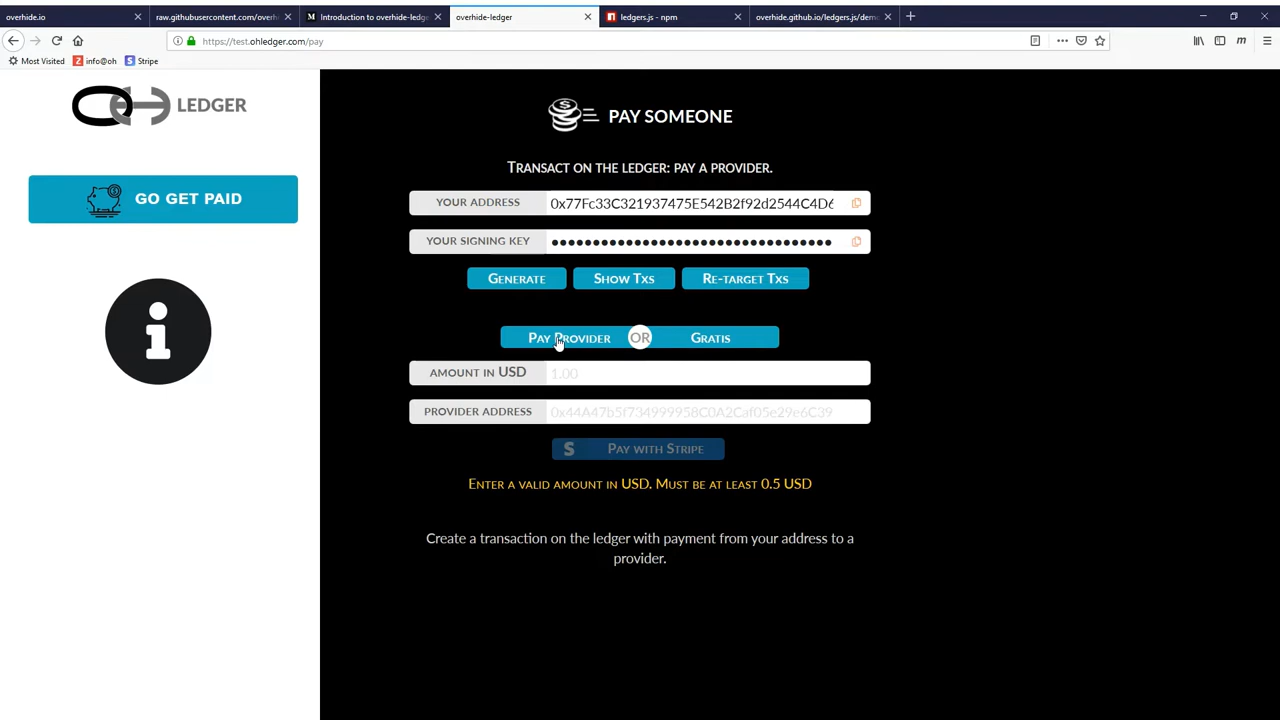 overhide.io
raw.githubusercontent.com/overhi
Introduction to overhide-ledge
overhide-ledger
ledgers.js - npm
overhide.github.io/ledgers.js/dem
https://test.ohledger.com/pay
Most Visited
info@oh
Stripe
LEDGER
GO GET PAID
PAY SOMEONE
TRANSACT ON THE LEDGER: PAY A PROVIDER.
YOUR ADDRESS 0x77Fc33C321937475E542B2f92d2544C4D6
YOUR SIGNING KEY ••••••••••••••••••••••••••••••••••
GENERATE
SHOW TXS
RE-TARGET TXS
PAY PROVIDER OR GRATIS
AMOUNT IN USD 1.00
PROVIDER ADDRESS 0x44A47b5f734999958C0A2Caf05e29e6C39
S PAY WITH STRIPE
ENTER A VALID AMOUNT IN USD. MUST BE AT LEAST 0.5 USD
Create a transaction on the ledger with payment from your address to a
provider.